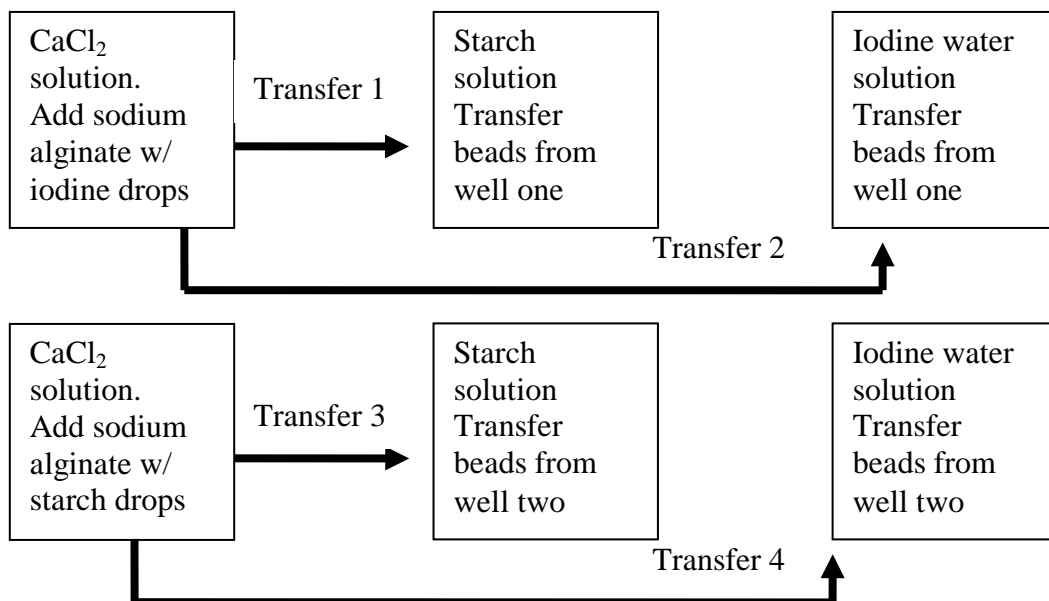 CaCl₂
solution.
Add sodium
alginate w/
iodine drops
Transfer 1
Starch
solution
Transfer
beads from
well one
Iodine water
solution
Transfer
beads from
well one
Transfer 2
CaCl₂
solution.
Add sodium
alginate w/
starch drops
Transfer 3
Starch
solution
Transfer
beads from
well two
Iodine water
solution
Transfer
beads from
well two
Transfer 4